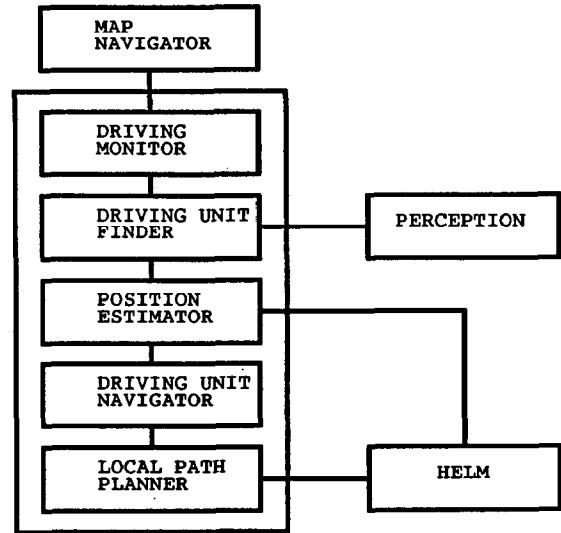 MAP
NAVIGATOR
DRIVING
MONITOR
DRIVING UNIT
FINDER
PERCEPTION
POSITION
ESTIMATOR
DRIVING UNIT
NAVIGATOR
LOCAL PATH
PLANNER
HELM